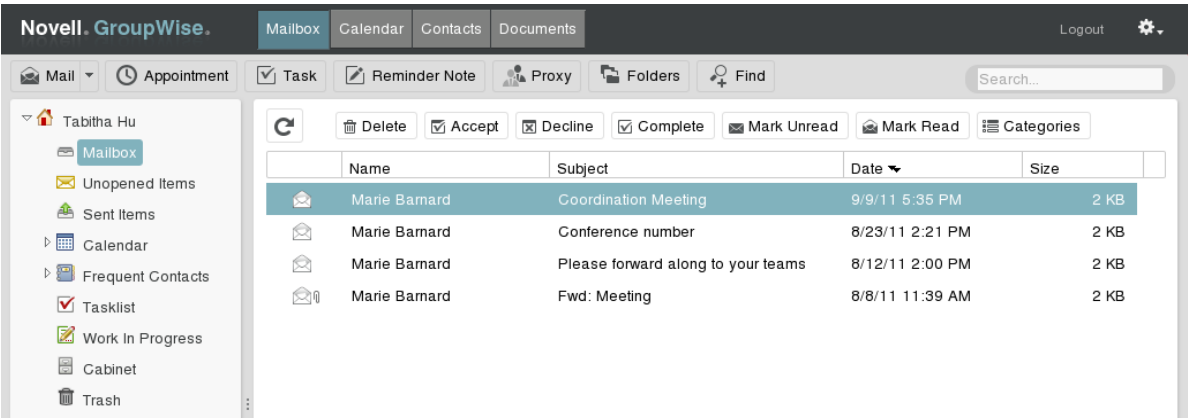 Novell. GroupWise. Mailbox Calendar Contacts Documents Logout
Mail Appointment Task Reminder Note Proxy Folders Find Search...
Tabitha Hu
Mailbox
Unopened Items
Sent Items
Calendar
Frequent Contacts
Tasklist
Work In Progress
Cabinet
Trash
Delete Accept Decline Complete Mark Unread Mark Read Categories
Name Subject Date Size
Marie Barnard Coordination Meeting 9/9/11 5:35 PM 2 KB
Marie Barnard Conference number 8/23/11 2:21 PM 2 KB
Marie Barnard Please forward along to your teams 8/12/11 2:00 PM 2 KB
Marie Barnard Fwd: Meeting 8/8/11 11:39 AM 2 KB